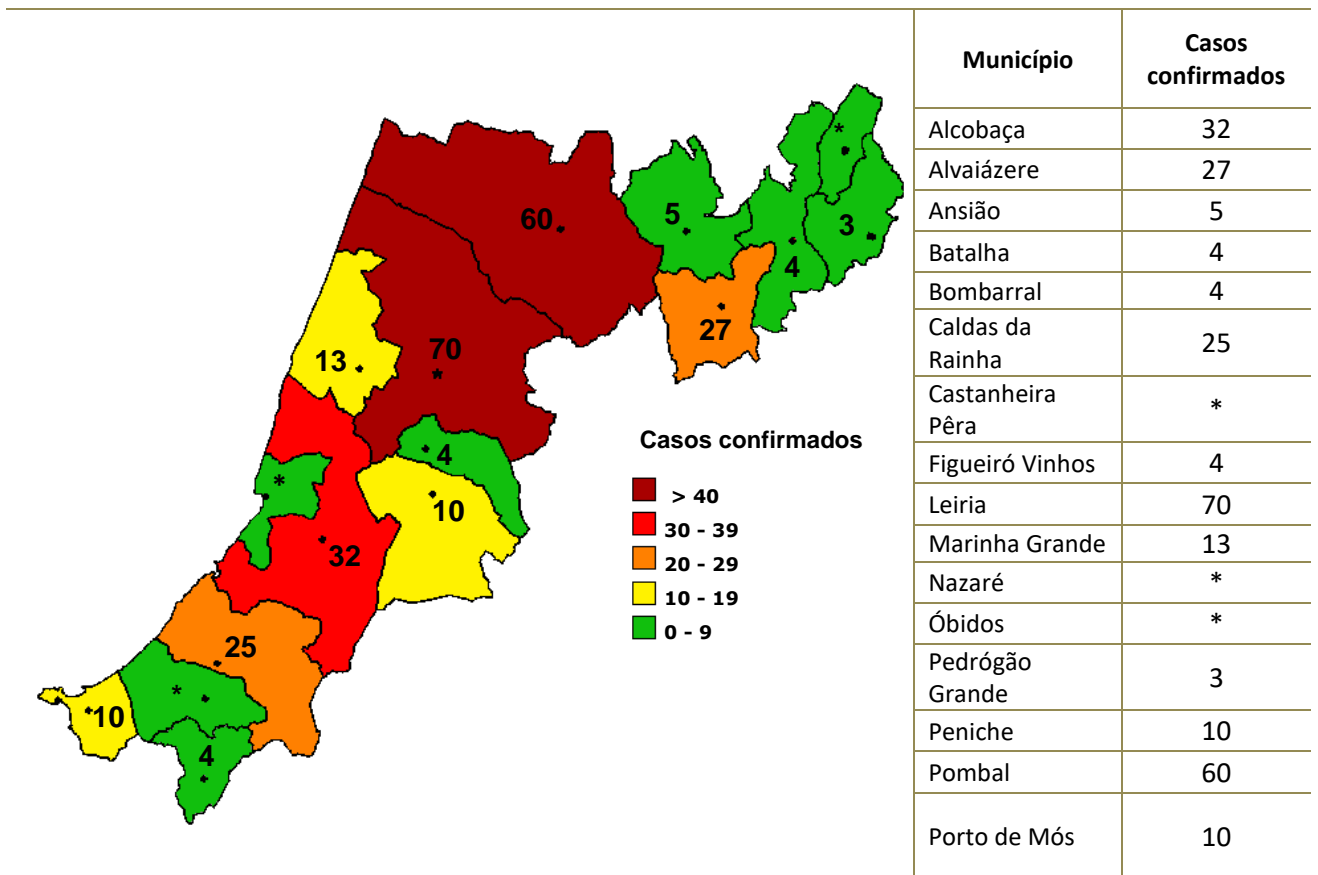 60
5
*
3
4
27
13
70
4
*
10
32
25
*
10
4
Casos confirmados
> 40
30 - 39
20 - 29
10 - 19
0 - 9
Município
Casos
confirmados
Alcobaça 32
Alvaiázere 27
Ansião 5
Batalha 4
Bombarral 4
Caldas da
Rainha 25
Castanheira
Pêra *
Figueiró Vinhos 4
Leiria 70
Marinha Grande 13
Nazaré *
Óbidos *
Pedrógão
Grande 3
Peniche 10
Pombal 60
Porto de Mós 10